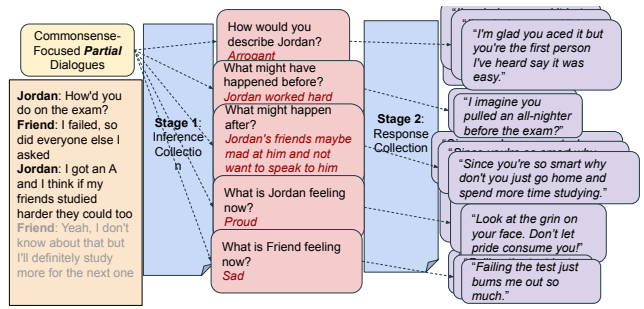 Commonsense-
Focused Partial
Dialogues
Jordan: How'd you
do on the exam?
Friend: I failed, so
did everyone else I
asked
Jordan: I got an A
and I think if my
friends studied
harder they could too
Friend: Yeah, I don't
know about that but
I'll definitely study
more for the next one
Stage 1:
Inference
Collectio
n
How would you
describe Jordan?
Arrogant
What might have
happened before?
Jordan worked hard
What might happen
after?
Jordan's friends maybe
mad at him and not
want to speak to him
What is Jordan feeling
now?
Proud
What is Friend feeling
now?
Sad
Stage 2:
Response
Collection
"I'm glad you aced it but
you're the first person
I've heard say it was
easy."
"I imagine you
pulled an all-nighter
before the exam?"
"Since you're so smart why
don't you just go home and
spend more time studying."
"Look at the grin on
your face. Don't let
pride consume you!"
"Failing the test just
bums me out so
much."